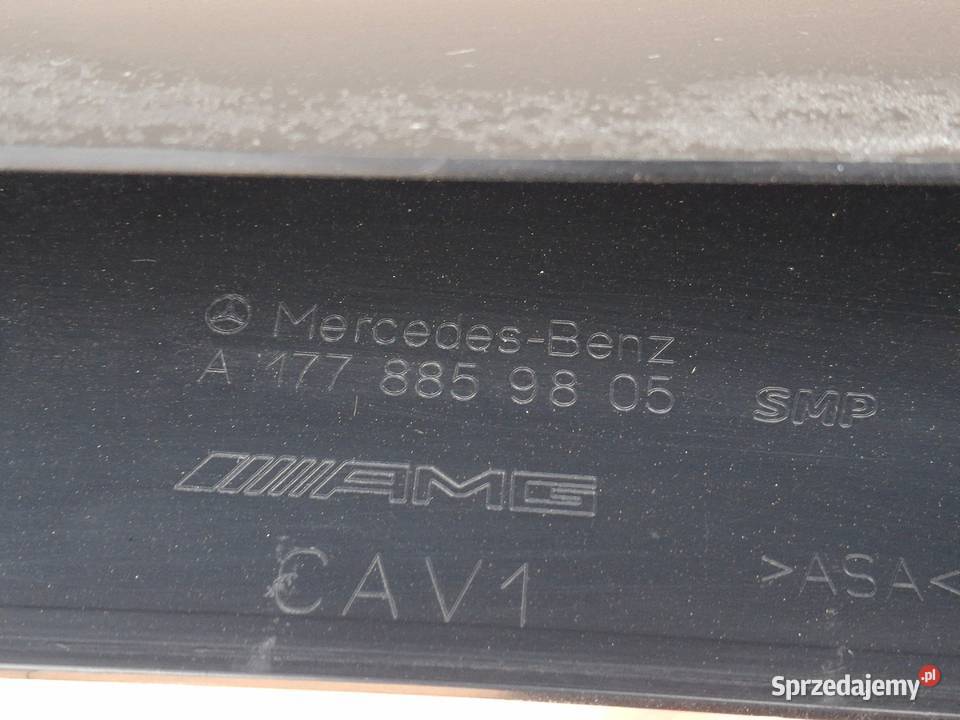 Mercedes-Benz
A 177 885 98 05
SMP
AMG
CAV1
>ASA<
Sprzedajemy.pl